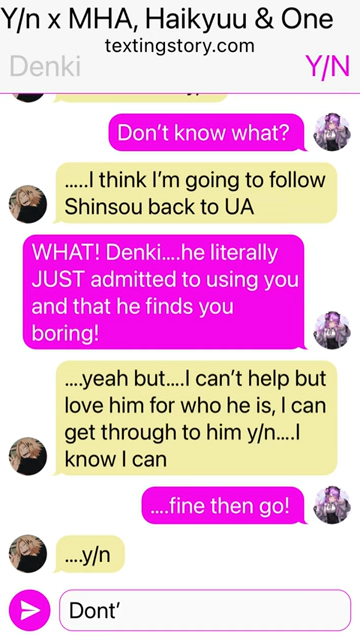 Y/n x MHA, Haikyuu & One
textingstory.com
Denki
Y/N
Don't know what?
.....I think I'm going to follow
Shinsou back to UA
WHAT! Denki....he literally
JUST admitted to using you
and that he finds you
boring!
....yeah but....I can't help but
love him for who he is, I can
get through to him y/n....I
know I can
....fine then go!
....y/n
Dont'